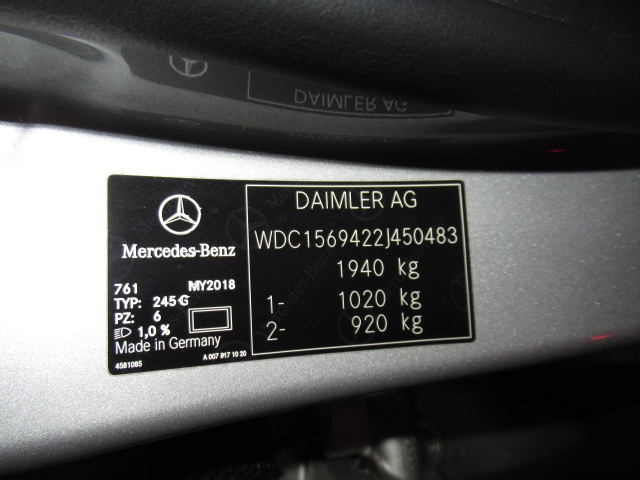 DAIMLER AG
Mercedes-Benz
761 MY2018
TYP: 245 G
PZ: 6
1,0 %
Made in Germany
4581085 A 007 817 10 20
DAIMLER AG
WDC1569422J450483
1940 kg
1- 1020 kg
2- 920 kg